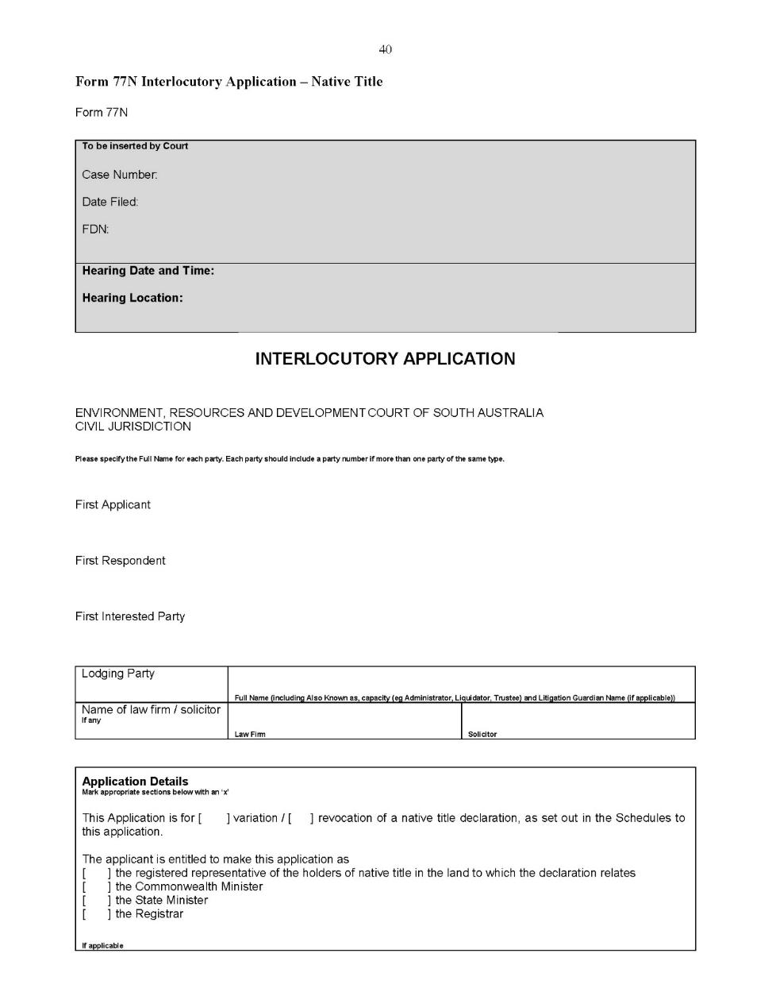 40
Form 77N Interlocutory Application – Native Title
Form 77N
To be inserted by Court
Case Number:
Date Filed:
FDN:
Hearing Date and Time:
Hearing Location:
INTERLOCUTORY APPLICATION
ENVIRONMENT, RESOURCES AND DEVELOPMENT COURT OF SOUTH AUSTRALIA
CIVIL JURISDICTION
Please specify the Full Name for each party. Each party should include a party number if more than one party of the same type.
First Applicant
First Respondent
First Interested Party
Lodging Party
Full Name (including Also Known as, capacity (eg Administrator, Liquidator, Trustee) and Litigation Guardian Name (if applicable))
Name of law firm / solicitor
If any
Law Firm Solicitor
Application Details
Mark appropriate sections below with an ‘x’
This Application is for [ ] variation / [ ] revocation of a native title declaration, as set out in the Schedules to
this application.
The applicant is entitled to make this application as
[ ] the registered representative of the holders of native title in the land to which the declaration relates
[ ] the Commonwealth Minister
[ ] the State Minister
[ ] the Registrar
If applicable